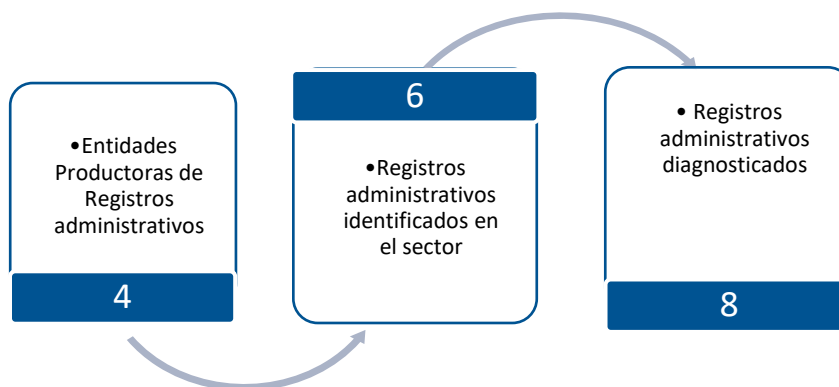 •Entidades
Productoras de
Registros
administrativos
4
6
•Registros
administrativos
identificados en
el sector
• Registros
administrativos
diagnosticados
8